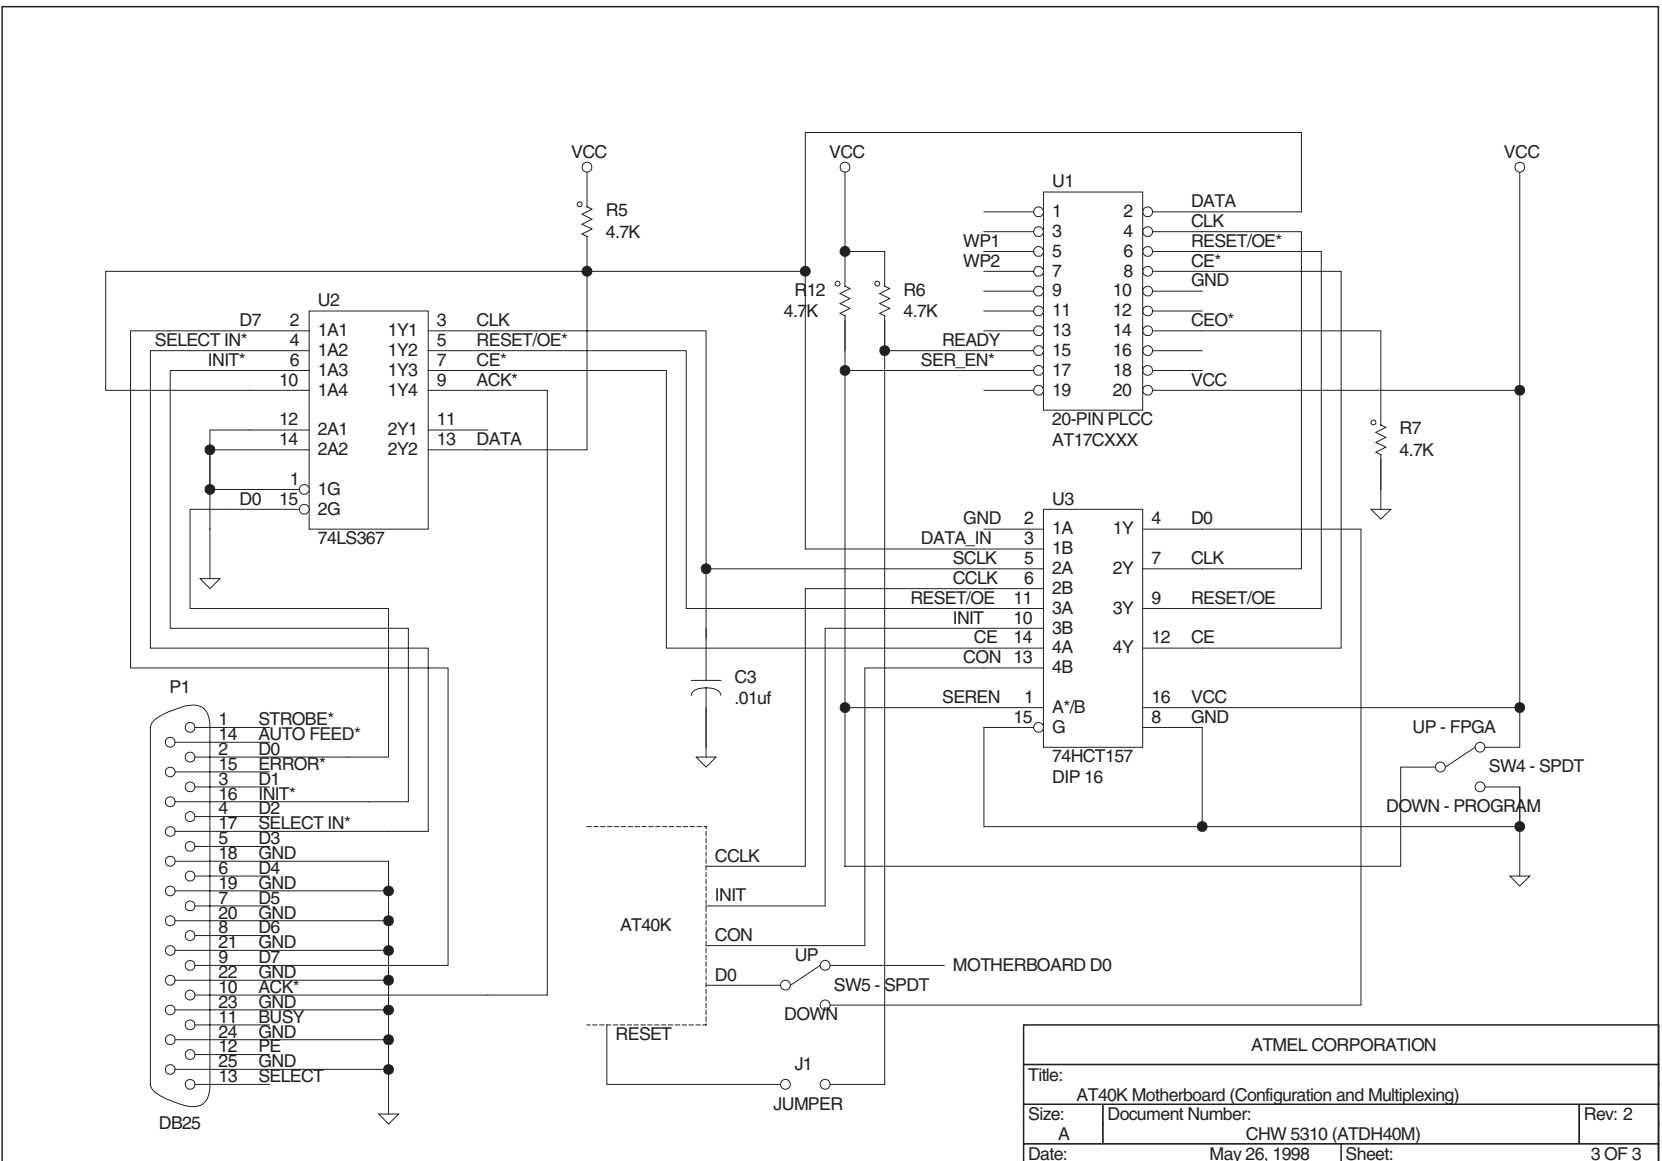 VCC
R5
4.7K
VCC
R12
4.7K
R6
4.7K
VCC
U1
1
3
WP1 5
WP2 7
9
11
13
READY 15
SER_EN* 17
19
2 DATA
4 CLK
6 RESET/OE*
8 CE*
10 GND
12
14 CEO*
16
18
20 VCC
20-PIN PLCC
AT17CXXX
R7
4.7K
U2
D7 2 1A1 1Y1 3 CLK
SELECT IN* 4 1A2 1Y2 5 RESET/OE*
INIT* 6 1A3 1Y3 7 CE*
10 1A4 1Y4 9 ACK*
12 2A1 2Y1 11
14 2A2 2Y2 13 DATA
1 1G
D0 15 2G
74LS367
U3
GND 2 1A 1Y 4 D0
DATA_IN 3 1B
SCLK 5 2A 2Y 7 CLK
CCLK 6 2B
RESET/OE 11 3A 3Y 9 RESET/OE
INIT 10 3B
CE 14 4A 4Y 12 CE
CON 13 4B
SEREN 1 A*/B 16 VCC
15 G 8 GND
74HCT157
DIP 16
C3
.01uf
UP - FPGA
SW4 - SPDT
DOWN - PROGRAM
P1
1 STROBE*
14 AUTO FEED*
2 D0
15 ERROR*
3 D1
16 INIT*
4 D2
17 SELECT IN*
5 D3
18 GND
6 D4
19 GND
7 D5
20 GND
8 D6
21 GND
9 D7
22 GND
10 ACK*
23 GND
11 BUSY
24 GND
12 PE
25 GND
13 SELECT
DB25
AT40K
CCLK
INIT
CON
D0
RESET
UP
SW5 - SPDT
DOWN
MOTHERBOARD D0
J1
JUMPER
ATMEL CORPORATION
Title:
AT40K Motherboard (Configuration and Multiplexing)
Size: Document Number: Rev: 2
A CHW 5310 (ATDH40M)
Date: May 26, 1998 Sheet: 3 OF 3